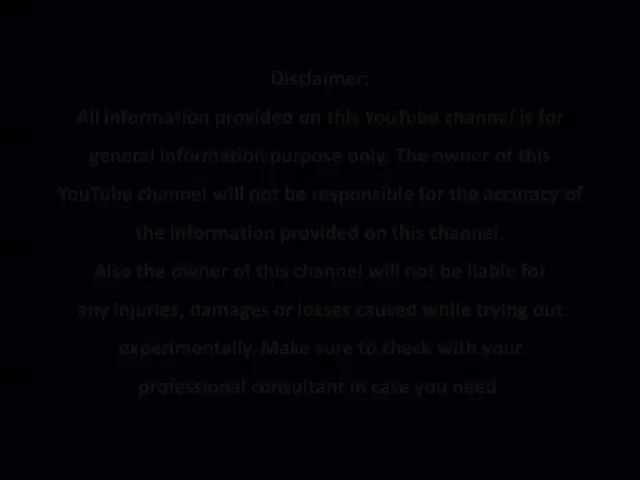 Disclaimer:
All information provided on this YouTube channel is for
general information purpose only. The owner of this
YouTube channel will not be responsible for the accuracy of
the information provided on this channel.
Also the owner of this channel will not be liable for
any injuries, damages or losses caused while trying out
experimentally. Make sure to check with your
professional consultant in case you need.